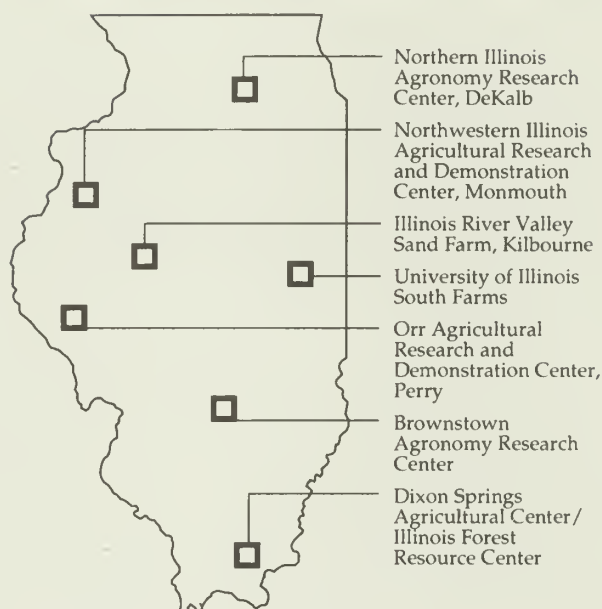 Northern Illinois
Agronomy Research
Center, DeKalb
Northwestern Illinois
Agricultural Research
and Demonstration
Center, Monmouth
Illinois River Valley
Sand Farm, Kilbourne
University of Illinois
South Farms
Orr Agricultural
Research and
Demonstration Center,
Perry
Brownstown
Agronomy Research
Center
Dixon Springs
Agricultural Center/
Illinois Forest
Resource Center